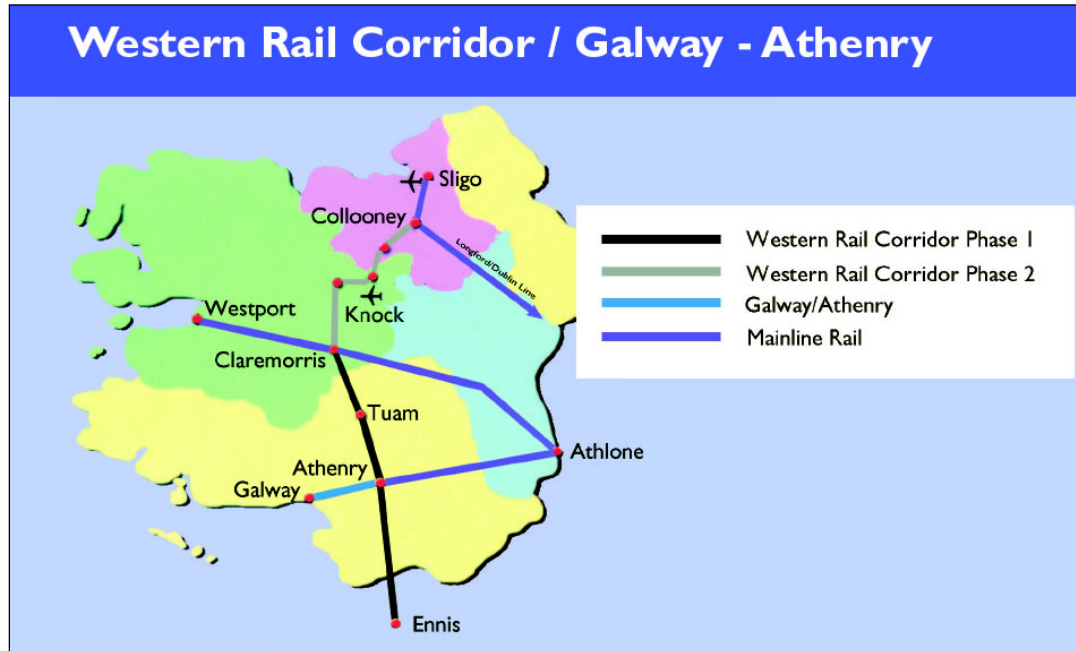 Western Rail Corridor / Galway - Athenry
Sligo
Collooney
Longford/Dublin Line
Knock
Westport
Claremorris
Tuam
Athlone
Athenry
Galway
Ennis
Western Rail Corridor Phase 1
Western Rail Corridor Phase 2
Galway/Athenry
Mainline Rail